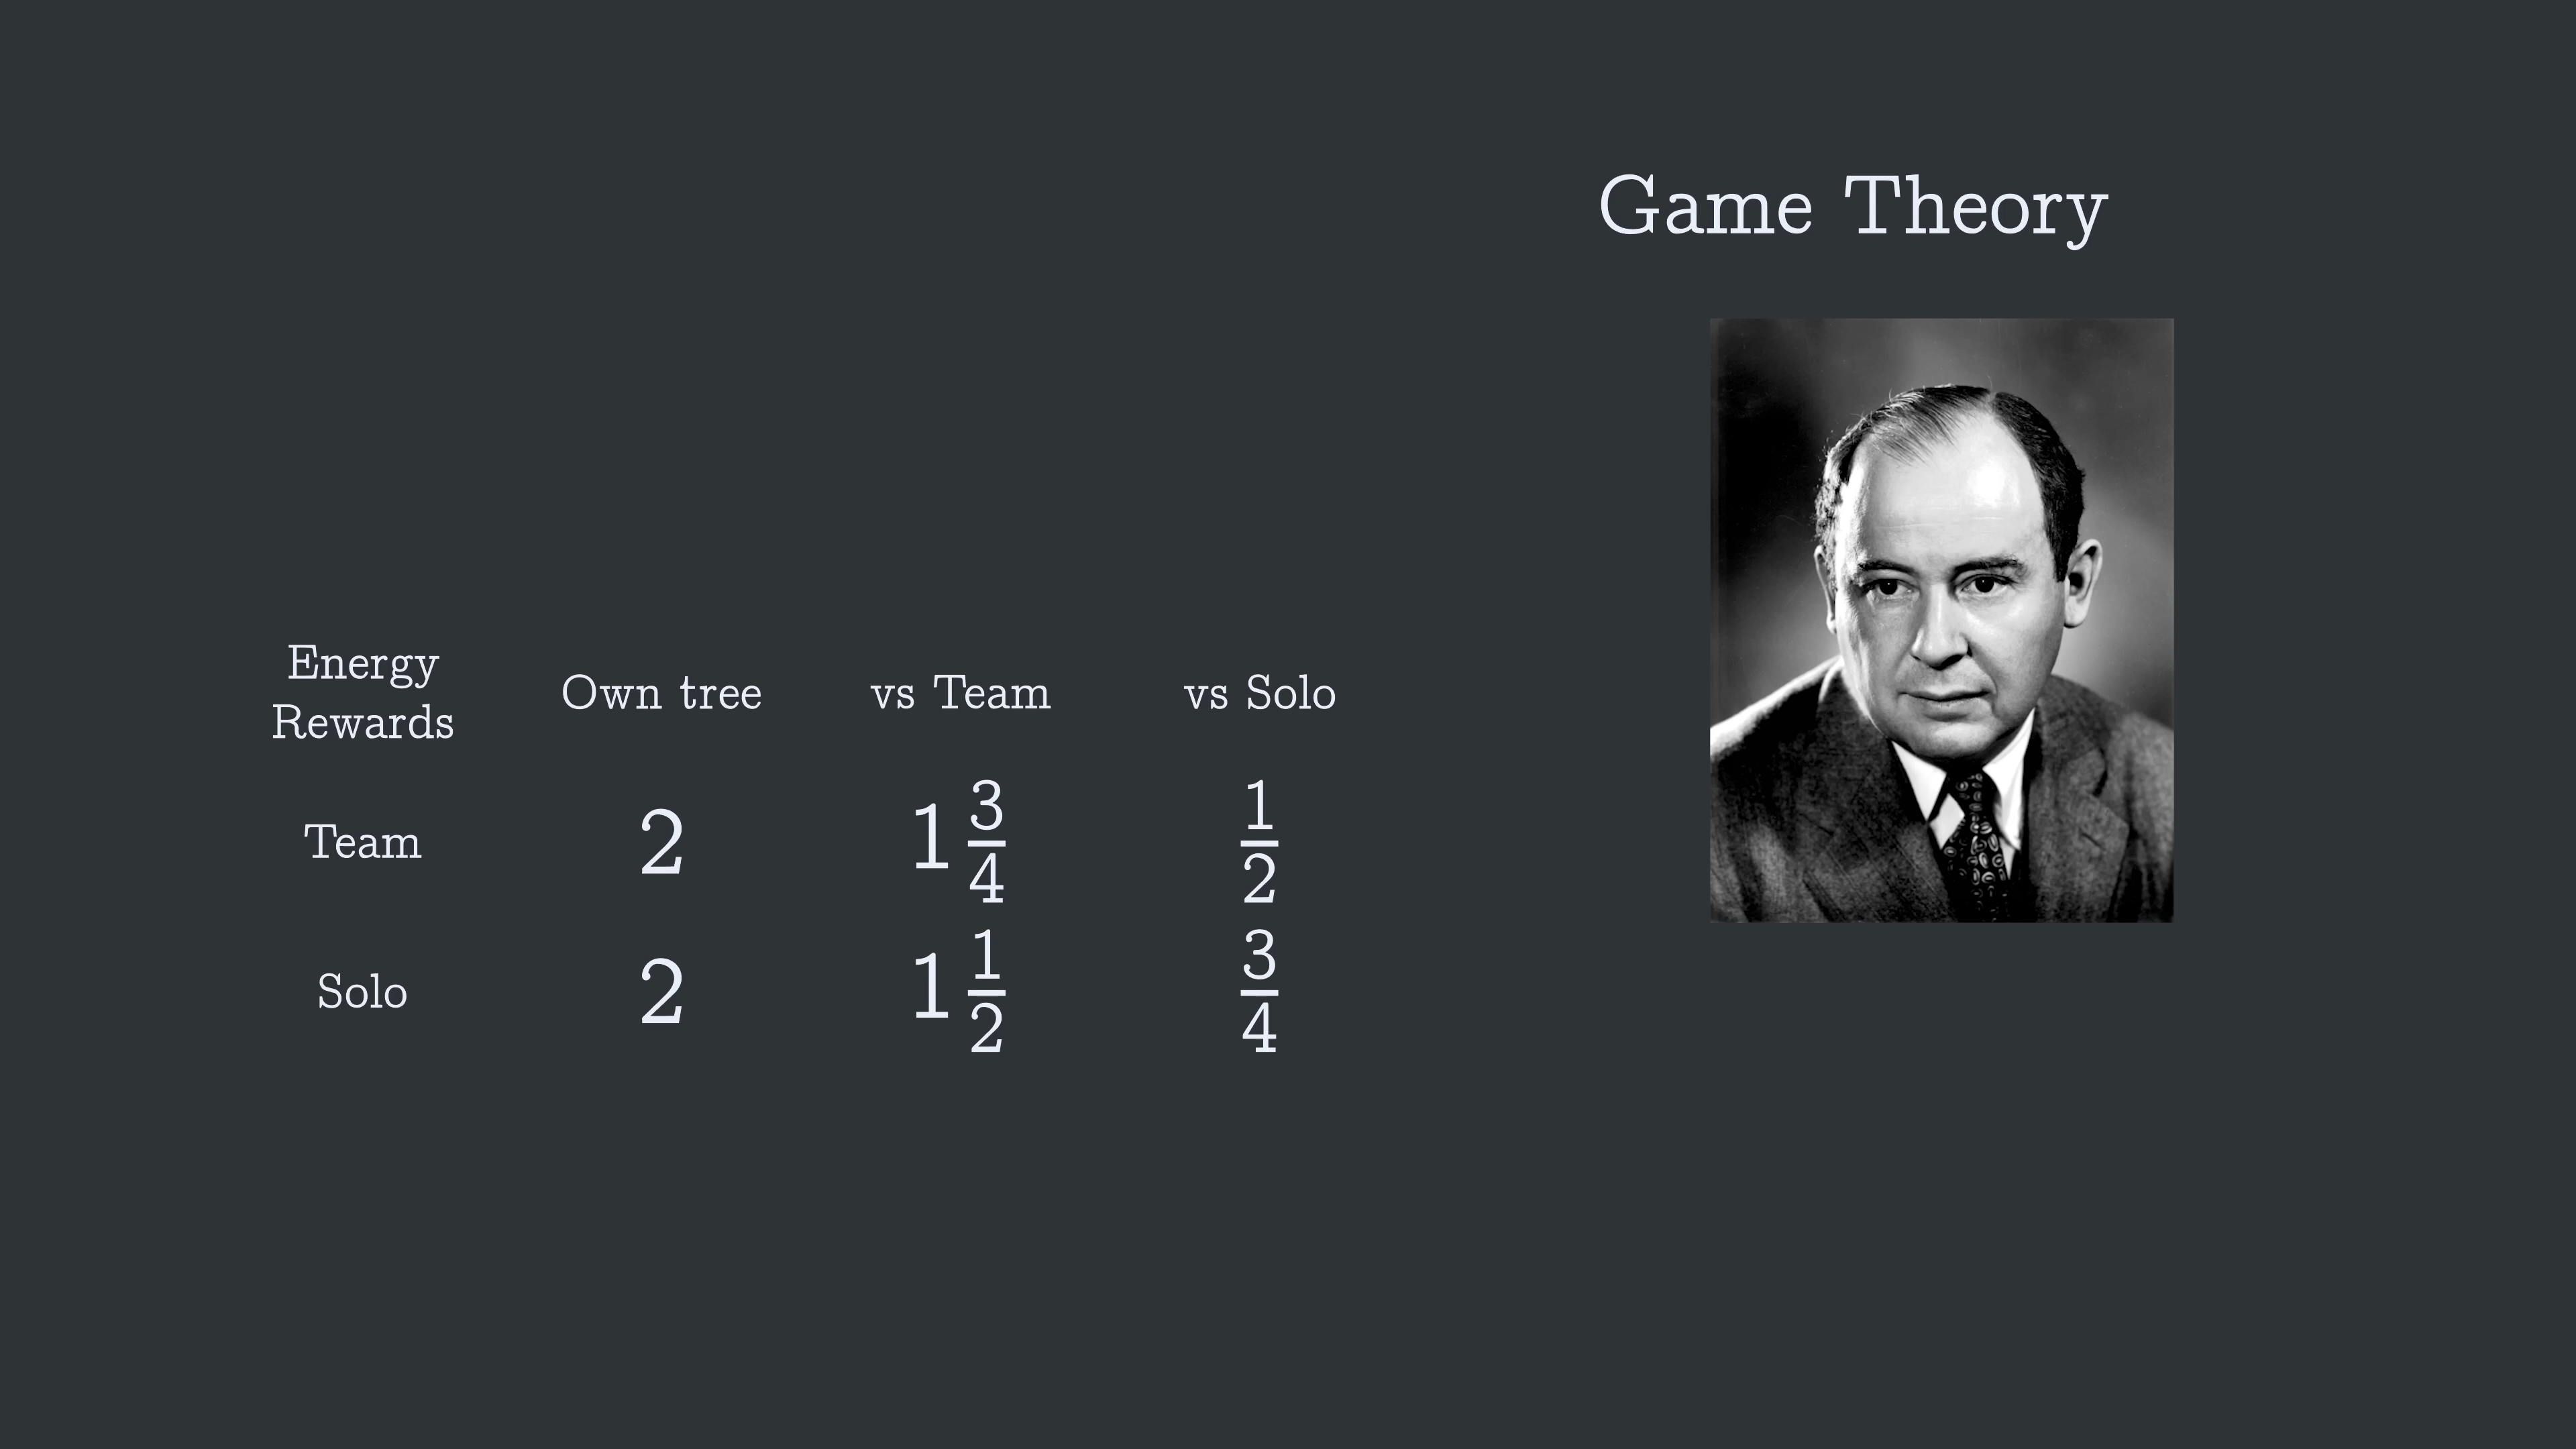 Game Theory
Energy
Rewards
Own tree
vs Team
vs Solo
Team
2
1 3/4
1/2
Solo
2
1 1/2
3/4